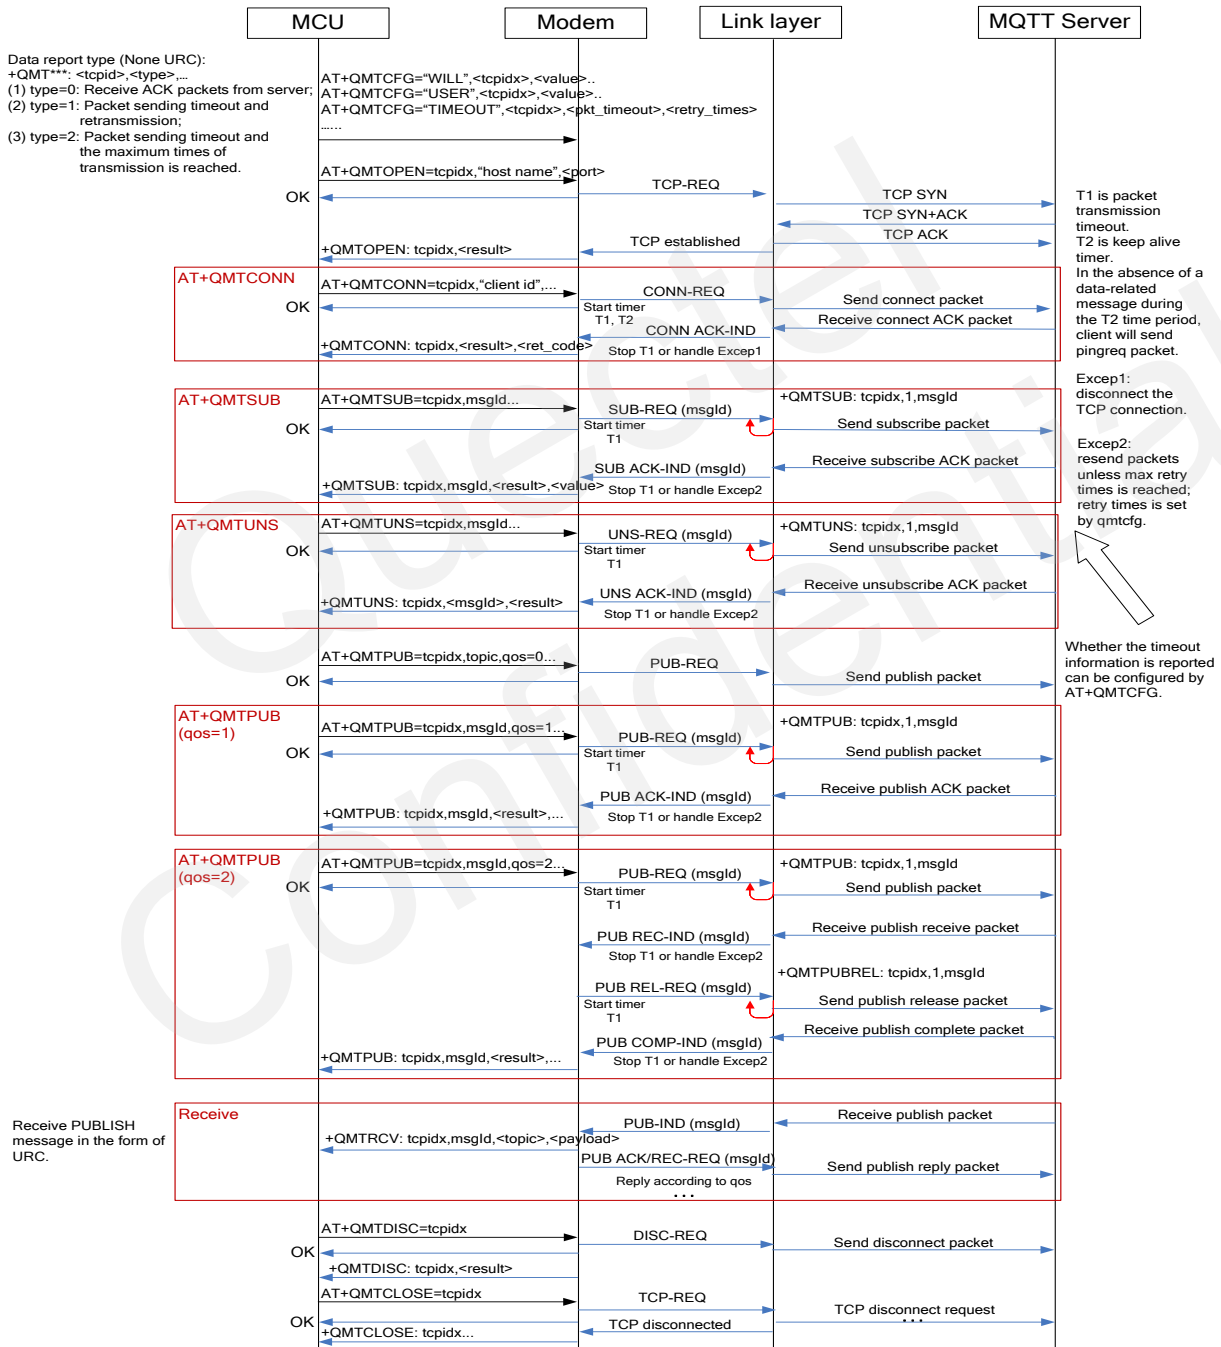 MCU
Modem
Link layer
MQTT Server
Data report type (None URC):
+QMT***: <tcpid>,<type>,...
(1) type=0: Receive ACK packets from server;
(2) type=1: Packet sending timeout and
retransmission;
(3) type=2: Packet sending timeout and
the maximum times of
transmission is reached.
AT+QMTCFG=“WILL”,<tcpidx>,<value>..
AT+QMTCFG=“USER”,<tcpidx>,<value>..
AT+QMTCFG=“TIMEOUT”,<tcpidx>,<pkt_timeout>,<retry_times>
…...
AT+QMTOPEN=tcpidx,“host name”,<port>
OK
TCP-REQ
TCP SYN
TCP SYN+ACK
TCP established
TCP ACK
+QMTOPEN: tcpidx,<result>
T1 is packet
transmission
timeout.
T2 is keep alive
timer.
In the absence of a
data-related
message during
the T2 time period,
client will send
pingreq packet.
Excep1:
disconnect the
TCP connection.
Excep2:
resend packets
unless max retry
times is reached;
retry times is set
by qmtcfg.
Whether the timeout
information is reported
can be configured by
AT+QMTCFG.
AT+QMTCONN
AT+QMTCONN=tcpidx,“client id”,...
OK
CONN-REQ
Start timer
T1, T2
Send connect packet
Receive connect ACK packet
CONN ACK-IND
+QMTCONN: tcpidx,<result>,<ret_code>
Stop T1 or handle Excep1
AT+QMTSUB
AT+QMTSUB=tcpidx,msgId...
OK
SUB-REQ (msgId)
Start timer
T1
+QMTSUB: tcpidx,1,msgId
Send subscribe packet
Receive subscribe ACK packet
SUB ACK-IND (msgId)
+QMTSUB: tcpidx,msgId,<result>,<value>
Stop T1 or handle Excep2
AT+QMTUNS
AT+QMTUNS=tcpidx,msgId...
OK
UNS-REQ (msgId)
Start timer
T1
+QMTUNS: tcpidx,1,msgId
Send unsubscribe packet
Receive unsubscribe ACK packet
UNS ACK-IND (msgId)
+QMTUNS: tcpidx,<msgId>,<result>
Stop T1 or handle Excep2
AT+QMTPUB=tcpidx,topic,qos=0...
OK
PUB-REQ
Send publish packet
AT+QMTPUB
(qos=1)
AT+QMTPUB=tcpidx,msgId,qos=1...
OK
PUB-REQ (msgId)
Start timer
T1
+QMTPUB: tcpidx,1,msgId
Send publish packet
Receive publish ACK packet
PUB ACK-IND (msgId)
+QMTPUB: tcpidx,msgId,<result>,...
Stop T1 or handle Excep2
AT+QMTPUB
(qos=2)
AT+QMTPUB=tcpidx,msgId,qos=2...
OK
PUB-REQ (msgId)
Start timer
T1
+QMTPUB: tcpidx,1,msgId
Send publish packet
Receive publish receive packet
PUB REC-IND (msgId)
Stop T1 or handle Excep2
+QMTPUBREL: tcpidx,1,msgId
PUB REL-REQ (msgId)
Start timer
T1
Send publish release packet
Receive publish complete packet
PUB COMP-IND (msgId)
+QMTPUB: tcpidx,msgId,<result>,...
Stop T1 or handle Excep2
Receive PUBLISH
message in the form of
URC.
Receive
Receive publish packet
PUB-IND (msgId)
+QMTRCV: tcpidx,msgId,<topic>,<payload>
PUB ACK/REC-REQ (msgId)
Send publish reply packet
Reply according to qos
...
AT+QMTDISC=tcpidx
OK
DISC-REQ
Send disconnect packet
+QMTDISC: tcpidx,<result>
AT+QMTCLOSE=tcpidx
OK
TCP-REQ
TCP disconnect request
...
TCP disconnected
+QMTCLOSE: tcpidx...
Quectel
Confidential